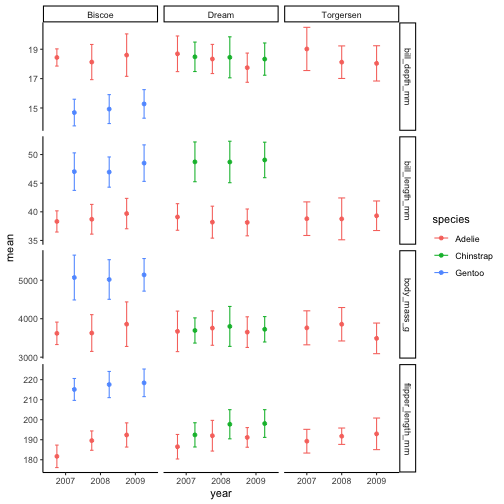 Biscoe Dream Torgersen
19
17
15
bill_depth_mm
50
45
40
35
bill_length_mm
5000
4000
3000
body_mass_g
220
210
200
190
180
flipper_length_mm
2007 2008 2009 2007 2008 2009 2007 2008 2009
year
mean
species
Adelie
Chinstrap
Gentoo